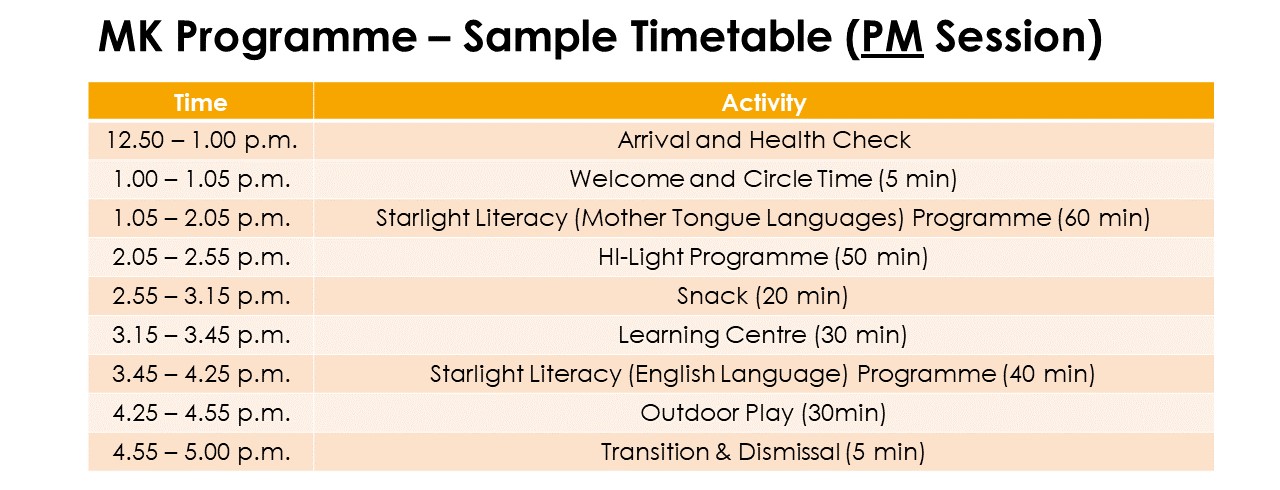 MK Programme – Sample Timetable (PM Session)
Time Activity
12.50 – 1.00 p.m. Arrival and Health Check
1.00 – 1.05 p.m. Welcome and Circle Time (5 min)
1.05 – 2.05 p.m. Starlight Literacy (Mother Tongue Languages) Programme (60 min)
2.05 – 2.55 p.m. HI-Light Programme (50 min)
2.55 – 3.15 p.m. Snack (20 min)
3.15 – 3.45 p.m. Learning Centre (30 min)
3.45 – 4.25 p.m. Starlight Literacy (English Language) Programme (40 min)
4.25 – 4.55 p.m. Outdoor Play (30min)
4.55 – 5.00 p.m. Transition & Dismissal (5 min)